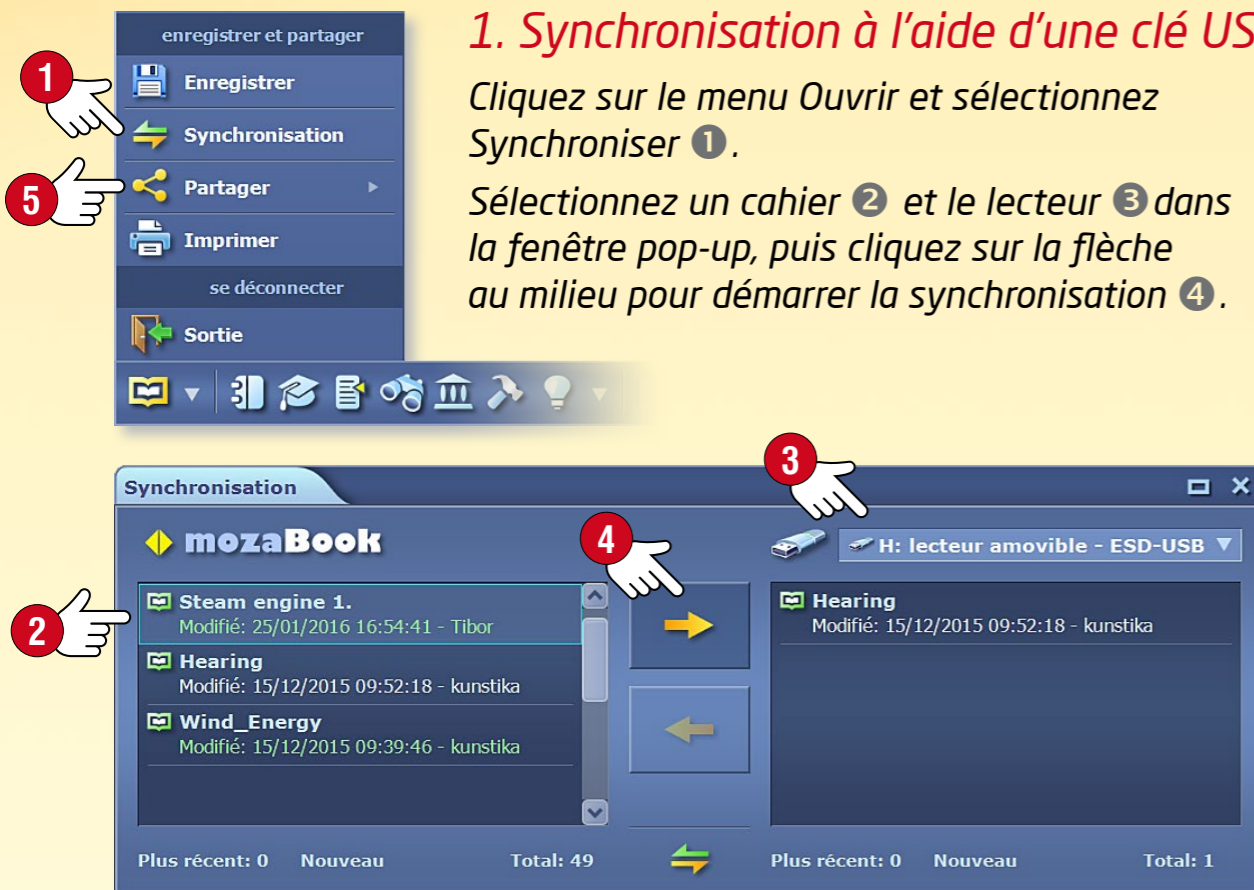 enregistrer et partager
1
Enregistrer
Synchronisation
5
Partager
Imprimer
se déconnecter
Sortie
1. Synchronisation à l'aide d'une clé US
Cliquez sur le menu Ouvrir et sélectionnez
Synchroniser ❶.
Sélectionnez un cahier ❷ et le lecteur ❸ dans
la fenêtre pop-up, puis cliquez sur la flèche
au milieu pour démarrer la synchronisation ❹.
Synchronisation
3
mozaBook
4
H: lecteur amovible - ESD-USB
2
Steam engine 1.
Modifié: 25/01/2016 16:54:41 - Tibor
Hearing
Modifié: 15/12/2015 09:52:18 - kunstika
Wind_Energy
Modifié: 15/12/2015 09:39:46 - kunstika
Plus récent: 0 Nouveau Total: 49
Hearing
Modifié: 15/12/2015 09:52:18 - kunstika
Plus récent: 0 Nouveau Total: 1